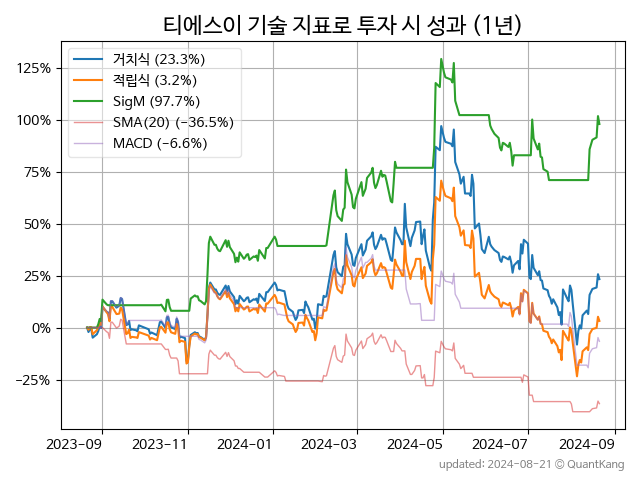 티에스이 기술 지표로 투자 시 성과 (1년)
거치식 (23.3%)
적립식 (3.2%)
SigM (97.7%)
SMA(20) (−36.5%)
MACD (−6.6%)
125%
100%
75%
50%
25%
0%
−25%
2023-09 2023-11 2024-01 2024-03 2024-05 2024-07 2024-09
updated: 2024-08-21 © QuantKang